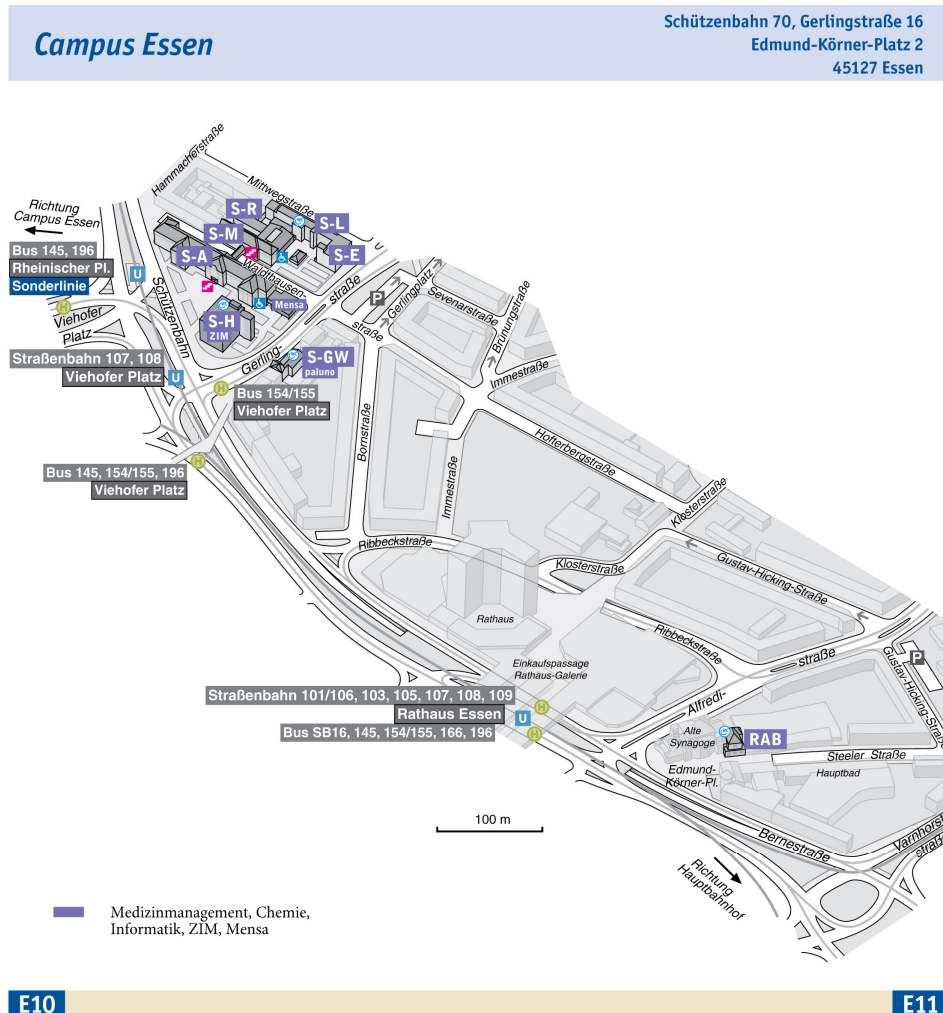 Campus Essen
Schützenbahn 70, Gerlingstraße 16
Edmund-Körner-Platz 2
45127 Essen
Hammacherstraße
Mittwegstraße
Richtung
Campus Essen
S-R
S-L
S-M
S-E
S-A
Bus 145, 196
Rheinischer Pl.
Sonderlinie
U
Waldthausen-
straße
Mensa
P
Gerlingplatz
Sevenarstraße
Brünungstraße
H
Viehofer
Platz
Schützenbahn
S-H
ZIM
Gerling-
straße
S-GW
paluno
Straßenbahn 107, 108
Viehofer Platz
U
H
Bus 154/155
Viehofer Platz
Immestraße
Bornstraße
Hofterbergstraße
Immestraße
H
Bus 145, 154/155, 196
Viehofer Platz
Klosterstraße
Ribbeckstraße
Klosterstraße
Gustav-Hicking-Straße
Rathaus
Ribbeckstraße
Einkaufspassage
Rathaus-Galerie
straße
P
Gustav-Hicking-Straße
Straßenbahn 101/106, 103, 105, 107, 108, 109
Rathaus Essen
Bus SB16, 145, 154/155, 166, 196
H
U
H
Alfredi-
Alte
Synagoge
RAB
Steeler Straße
Edmund-
Körner-Pl.
Hauptbad
100 m
Bernestraße
Varnhorst-
straße
Richtung
Hauptbahnhof
Medizinmanagement, Chemie,
Informatik, ZIM, Mensa
E10
E11